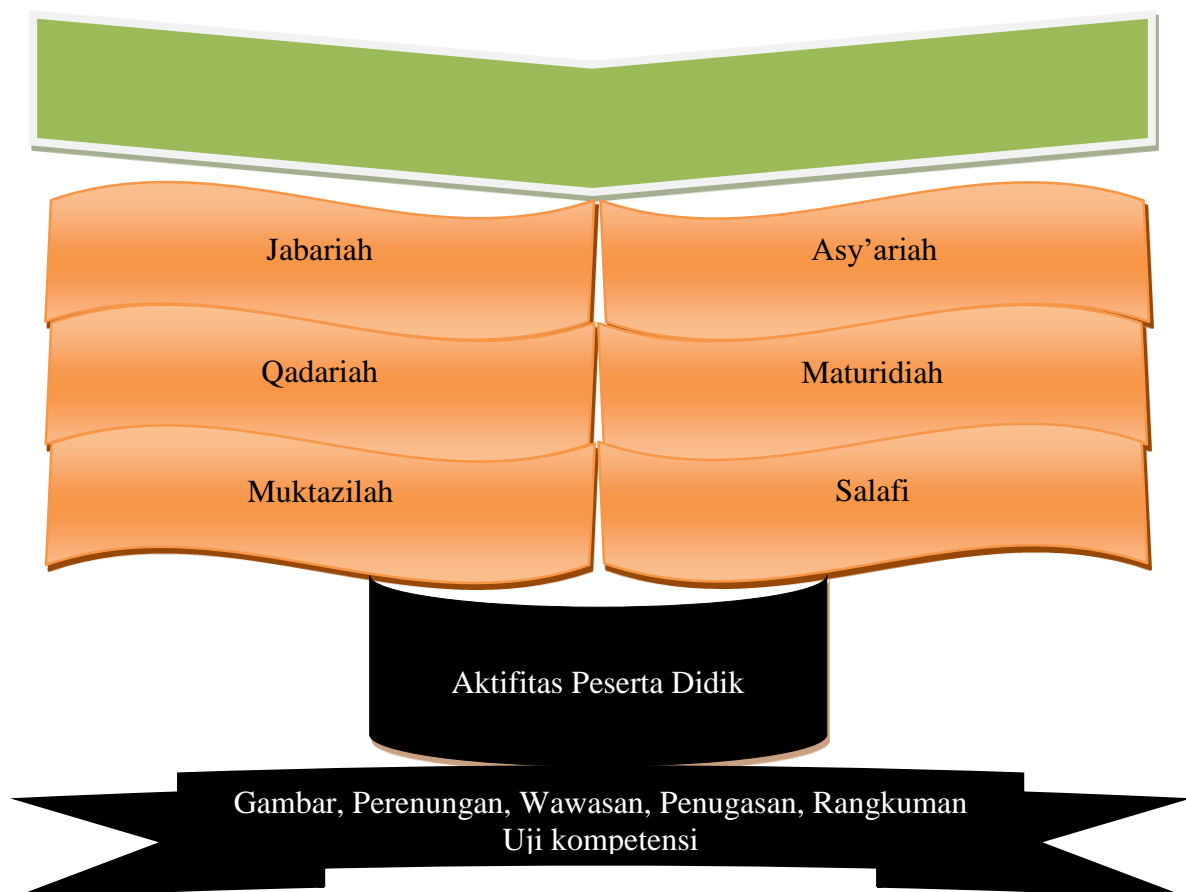 Jabariah
Asy’ariah
Qadariah
Maturidiah
Muktazilah
Salafi
Aktifitas Peserta Didik
Gambar, Perenungan, Wawasan, Penugasan, Rangkuman
Uji kompetensi